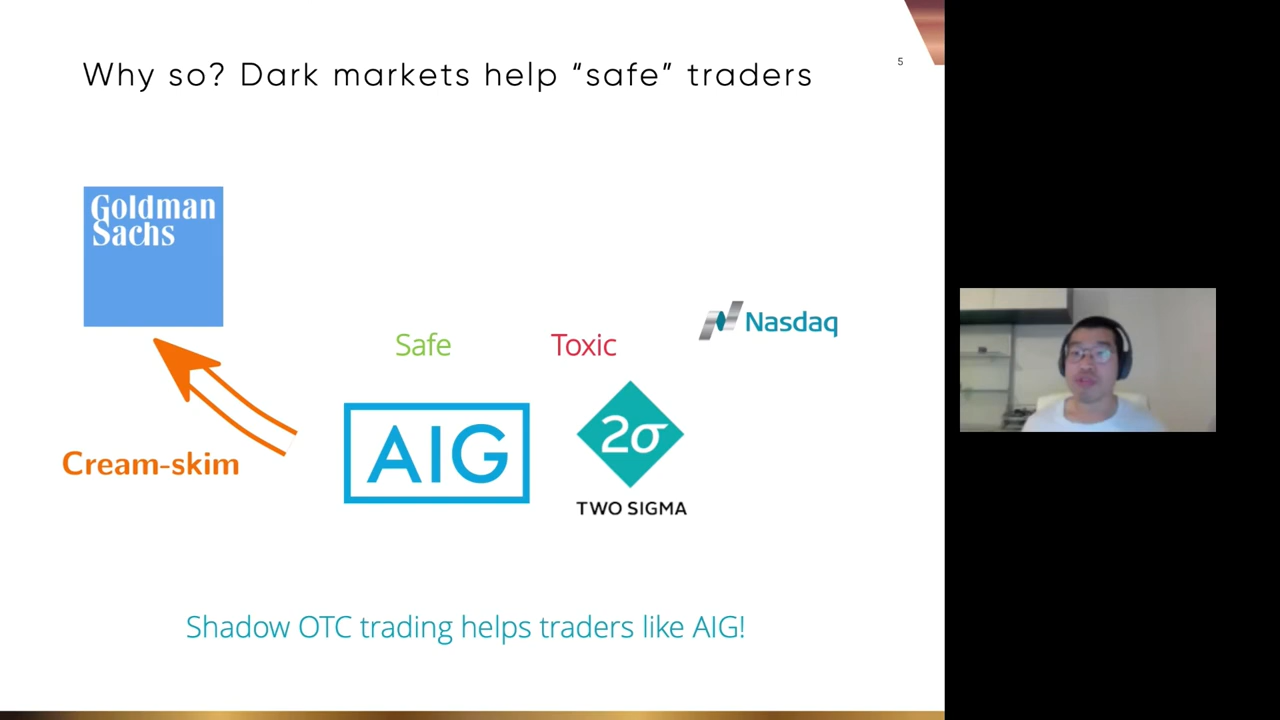 Why so? Dark markets help “safe” traders
5
Goldman
Sachs
Nasdaq
Safe
Toxic
Cream-skim
AIG
2σ
TWO SIGMA
Shadow OTC trading helps traders like AIG!